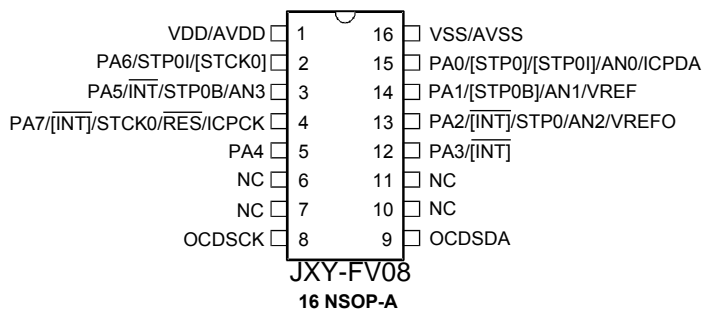 VDD/AVDD 1 16 VSS/AVSS
PA6/STP0I/[STCK0] 2 15 PA0/[STP0]/[STP0I]/AN0/ICPDA
PA5/INT/STP0B/AN3 3 14 PA1/[STP0B]/AN1/VREF
PA7/[INT]/STCK0/RES/ICPCK 4 13 PA2/[INT]/STP0/AN2/VREFO
PA4 5 12 PA3/[INT]
NC 6 11 NC
NC 7 10 NC
OCDSCK 8 9 OCDSDA
JXY-FV08
16 NSOP-A